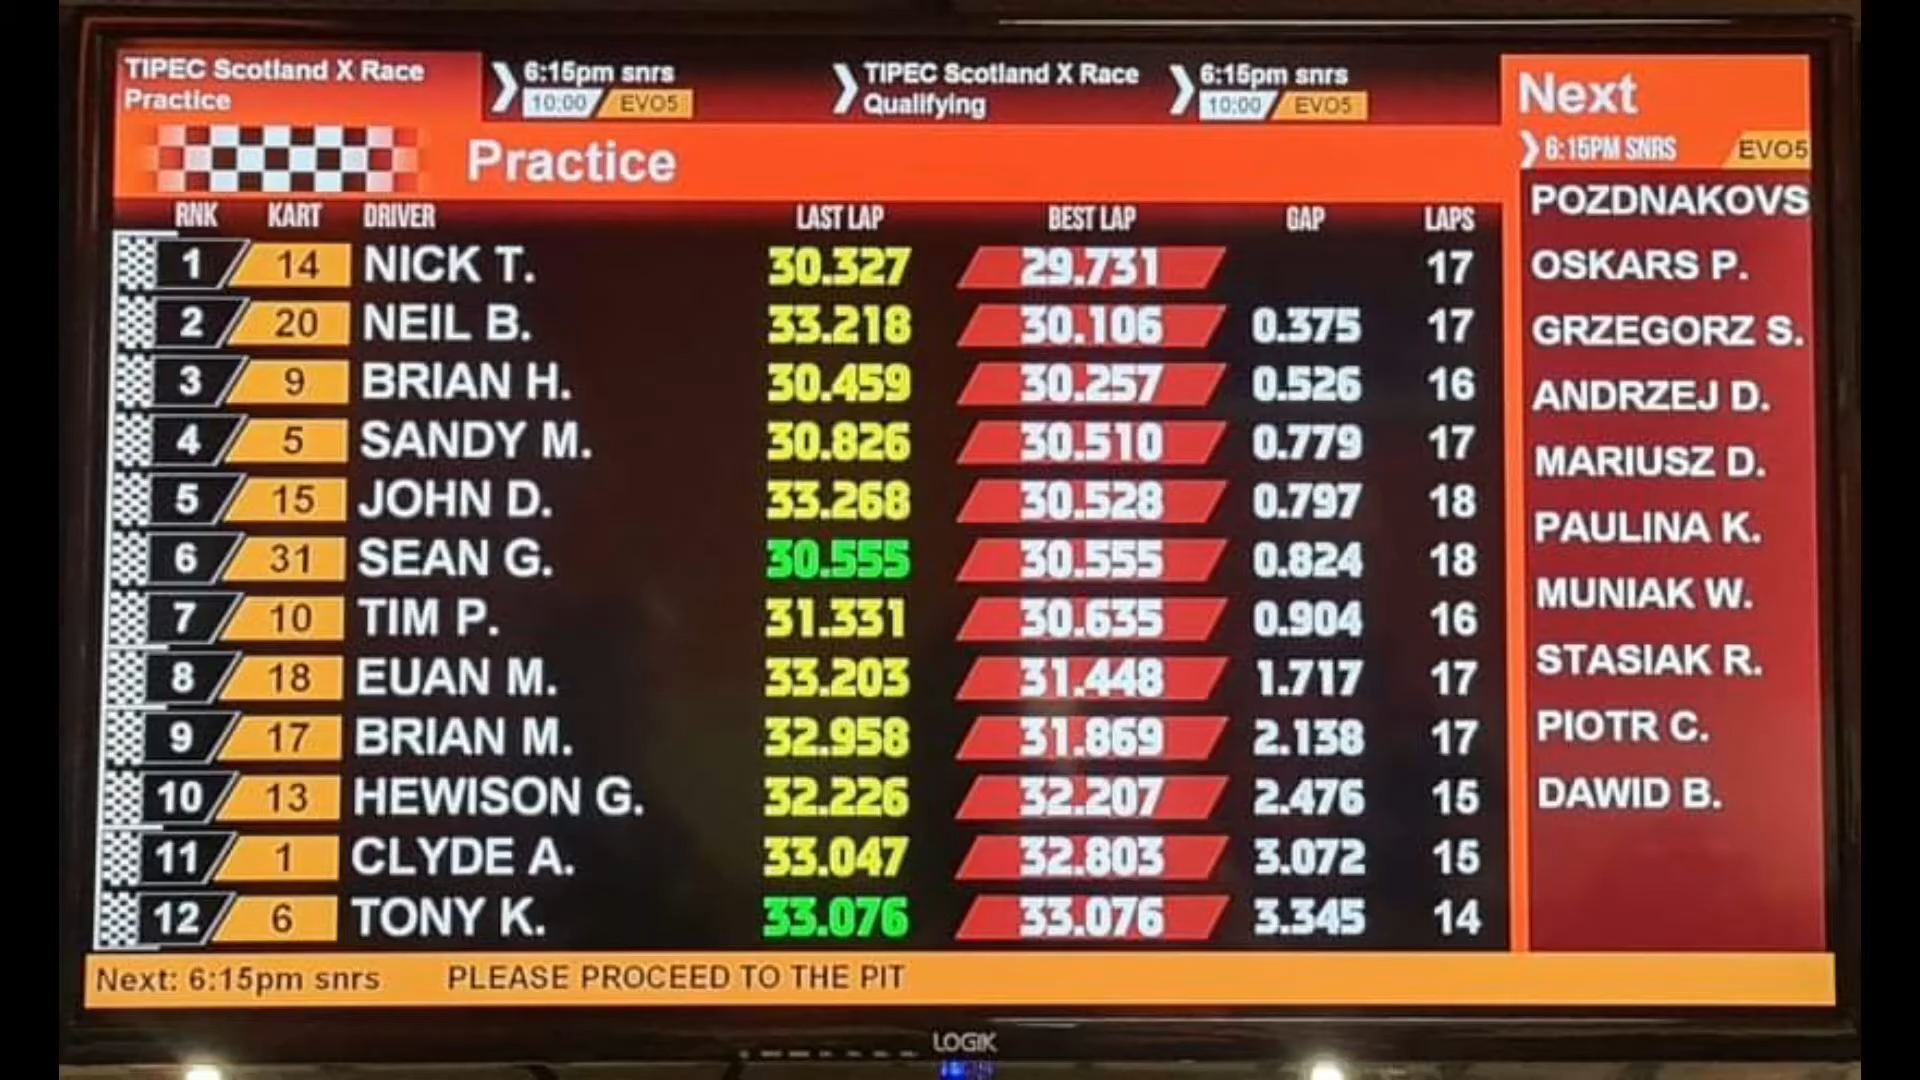 TIPEC Scotland X Race
Practice
6:15pm snrs
10:00 EVO5
TIPEC Scotland X Race
Qualifying
6:15pm snrs
10:00 EVO5
Practice
RNK KART DRIVER LAST LAP BEST LAP GAP LAPS
1 14 NICK T. 30.327 29.731 17
2 20 NEIL B. 33.218 30.106 0.375 17
3 9 BRIAN H. 30.459 30.257 0.526 16
4 5 SANDY M. 30.826 30.510 0.779 17
5 15 JOHN D. 33.268 30.528 0.797 18
6 31 SEAN G. 30.555 30.555 0.824 18
7 10 TIM P. 31.331 30.635 0.904 16
8 18 EUAN M. 33.203 31.448 1.717 17
9 17 BRIAN M. 32.958 31.869 2.138 17
10 13 HEWISON G. 32.226 32.207 2.476 15
11 1 CLYDE A. 33.047 32.803 3.072 15
12 6 TONY K. 33.076 33.076 3.345 14
Next
6:15PM SNRS EVO5
POZDNAKOVS
OSKARS P.
GRZEGORZ S.
ANDRZEJ D.
MARIUSZ D.
PAULINA K.
MUNIAK W.
STASIAK R.
PIOTR C.
DAWID B.
Next: 6:15pm snrs PLEASE PROCEED TO THE PIT
LOGIK